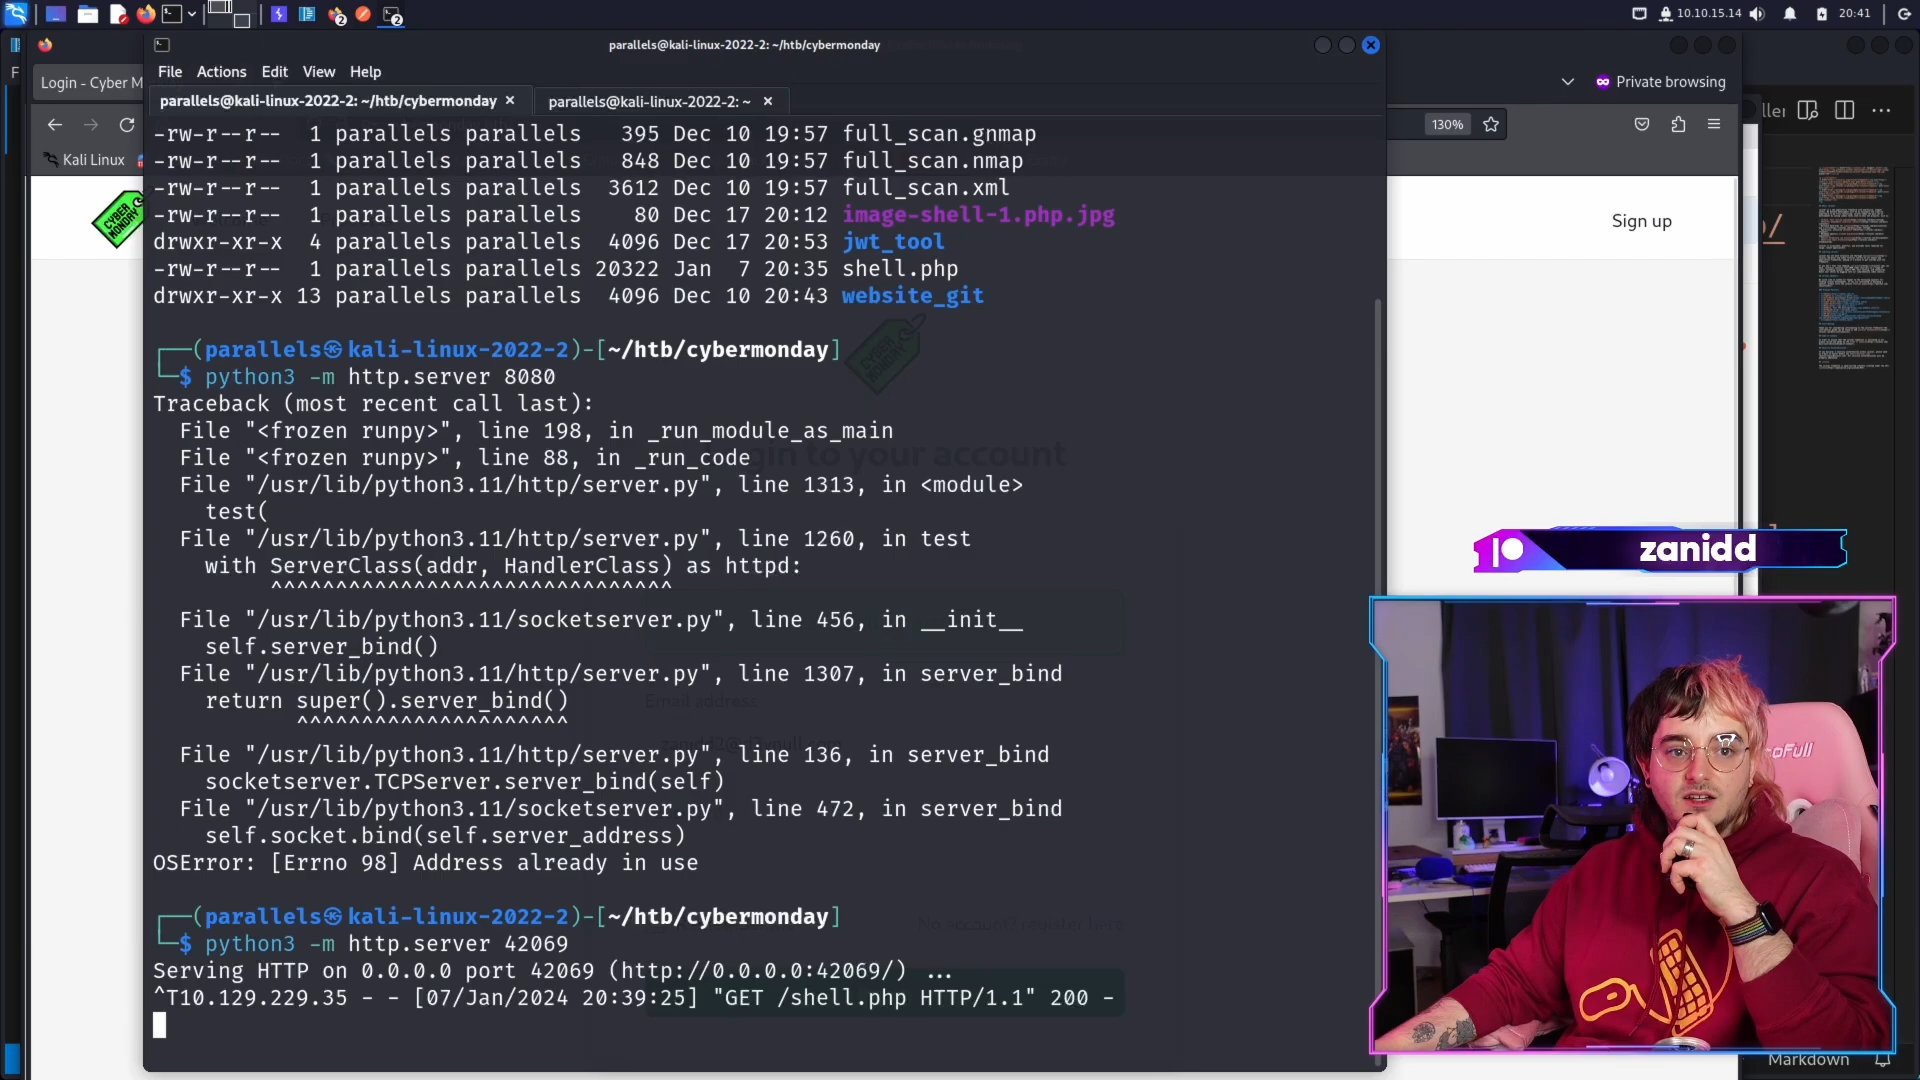 10.10.15.14
20:41
parallels@kali-linux-2022-2: ~/htb/cybermonday
File Actions Edit View Help
Login - Cyber M
parallels@kali-linux-2022-2: ~/htb/cybermonday
parallels@kali-linux-2022-2: ~
Private browsing
130%
Kali Linux
CYBER MONDAY
Sign up
-rw-r--r-- 1 parallels parallels 395 Dec 10 19:57 full_scan.gnmap
-rw-r--r-- 1 parallels parallels 848 Dec 10 19:57 full_scan.nmap
-rw-r--r-- 1 parallels parallels 3612 Dec 10 19:57 full_scan.xml
-rw-r--r-- 1 parallels parallels 80 Dec 17 20:12 image-shell-1.php.jpg
drwxr-xr-x 4 parallels parallels 4096 Dec 17 20:53 jwt_tool
-rw-r--r-- 1 parallels parallels 20322 Jan 7 20:35 shell.php
drwxr-xr-x 13 parallels parallels 4096 Dec 10 20:43 website_git
┌──(parallels㉿kali-linux-2022-2)-[~/htb/cybermonday]
└─$ python3 -m http.server 8080
Traceback (most recent call last):
File "<frozen runpy>", line 198, in _run_module_as_main
File "<frozen runpy>", line 88, in _run_code
File "/usr/lib/python3.11/http/server.py", line 1313, in <module>
test(
File "/usr/lib/python3.11/http/server.py", line 1260, in test
with ServerClass(addr, HandlerClass) as httpd:
^^^^^^^^^^^^^^^^^^^^^^^^^^^^^^^
File "/usr/lib/python3.11/socketserver.py", line 456, in __init__
self.server_bind()
File "/usr/lib/python3.11/http/server.py", line 1307, in server_bind
return super().server_bind()
^^^^^^^^^^^^^^^^^^^^^
File "/usr/lib/python3.11/http/server.py", line 136, in server_bind
socketserver.TCPServer.server_bind(self)
File "/usr/lib/python3.11/socketserver.py", line 472, in server_bind
self.socket.bind(self.server_address)
OSError: [Errno 98] Address already in use
┌──(parallels㉿kali-linux-2022-2)-[~/htb/cybermonday]
└─$ python3 -m http.server 42069
Serving HTTP on 0.0.0.0 port 42069 (http://0.0.0.0:42069/) ...
^T10.129.229.35 - - [07/Jan/2024 20:39:25] "GET /shell.php HTTP/1.1" 200 -
to your account
Email address
No account? register here
zanidd
Markdown